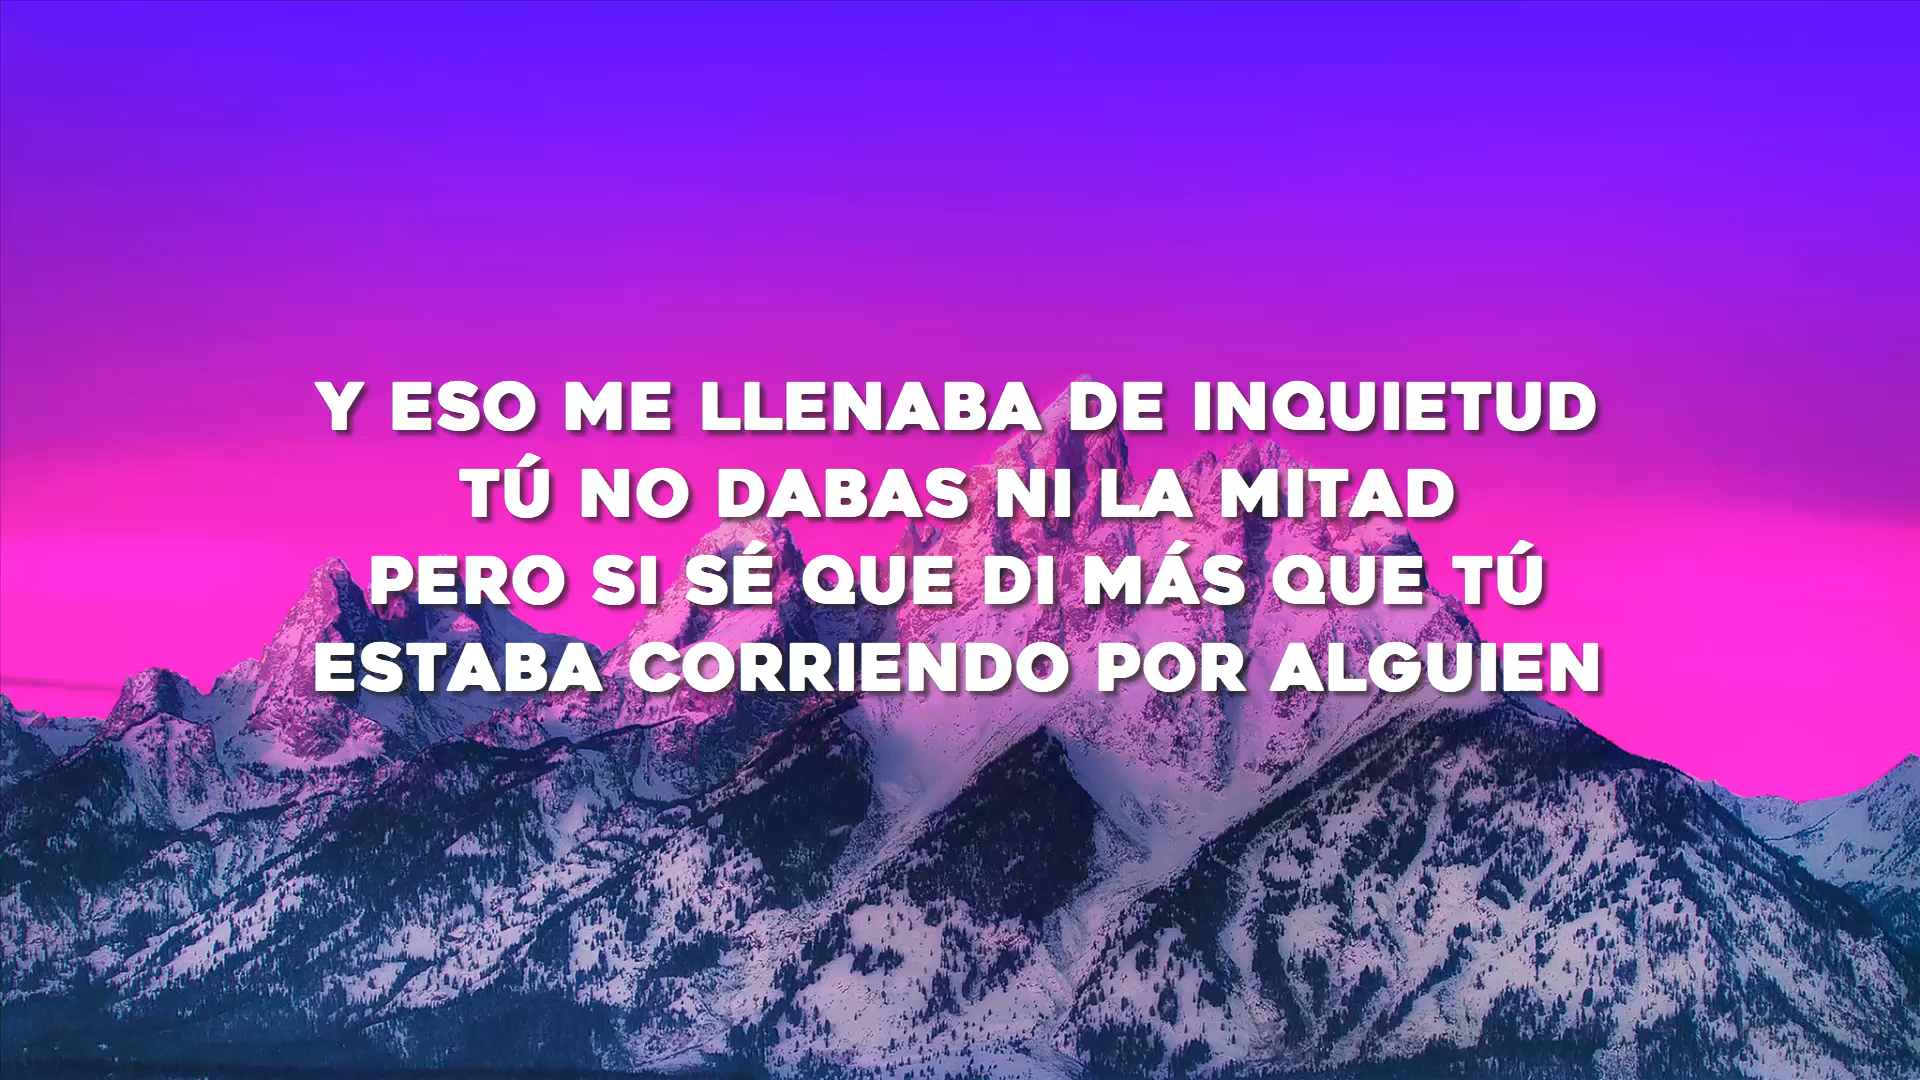 Y ESO ME LLENABA DE INQUIETUD
TÚ NO DABAS NI LA MITAD
PERO SI SÉ QUE DI MÁS QUE TÚ
ESTABA CORRIENDO POR ALGUIEN